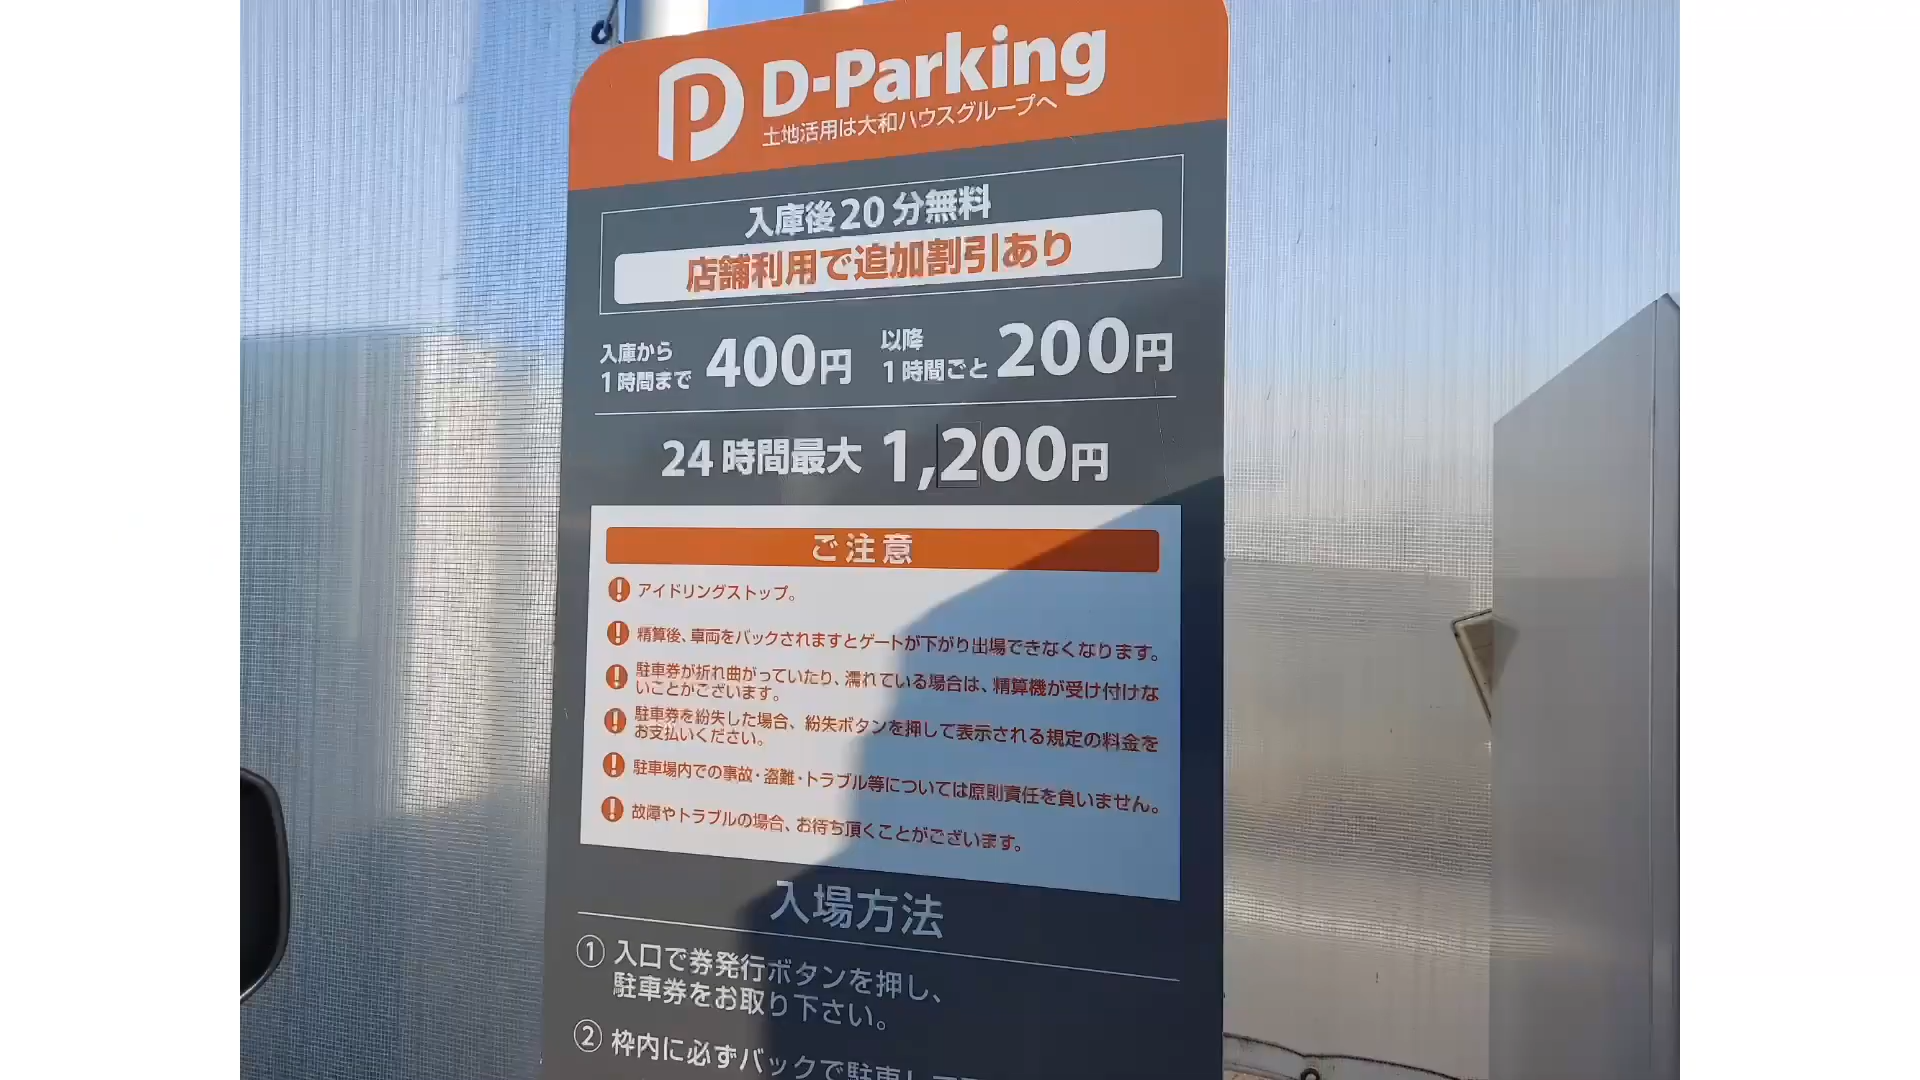 D-Parking
土地活用は大和ハウスグループへ
入庫後20分無料
店舗利用で追加割引あり
入庫から
1時間まで 400円 以降
1時間ごと 200円
24時間最大 1,200円
ご注意
アイドリングストップ。
精算後、車両をバックされますとゲートが下がり出場できなくなります。
駐車券が折れ曲がっていたり、濡れている場合は、精算機が受け付けな
いことがございます。
駐車券を紛失した場合、紛失ボタンを押して表示される規定の料金を
お支払いください。
駐車場内での事故・盗難・トラブル等については原則責任を負いません。
故障やトラブルの場合、お待ち頂くことがございます。
入場方法
① 入口で券発行ボタンを押し、
駐車券をお取り下さい。
② 枠内に必ずバックで駐車して